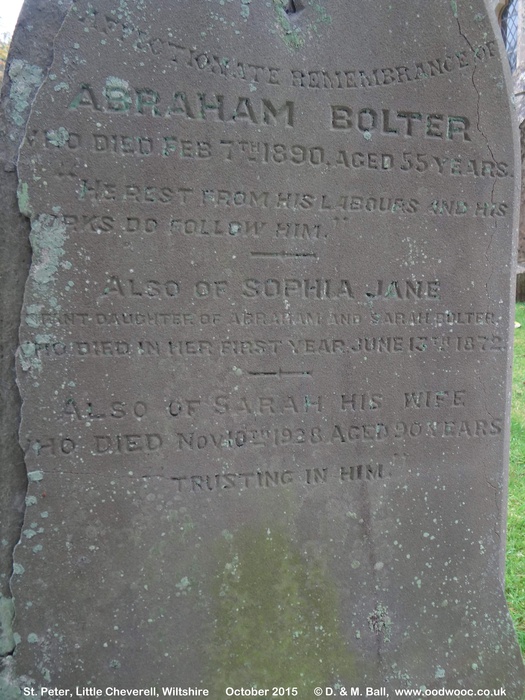 AFFECTIONATE REMEMBRANCE OF
ABRAHAM BOLTER
WHO DIED FEB 7TH 1890, AGED 55 YEARS.
"HE REST FROM HIS LABOURS AND HIS
WORKS DO FOLLOW HIM."
ALSO OF SOPHIA JANE
INFANT DAUGHTER OF ABRAHAM AND SARAH BOLTER
WHO DIED IN HER FIRST YEAR, JUNE 13TH 1872
ALSO OF SARAH HIS WIFE
WHO DIED NOV 10TH 1928 AGED 90 YEARS
"TRUSTING IN HIM."
St. Peter, Little Cheverell, Wiltshire October 2015 © D. & M. Ball, www.oodwooc.co.uk